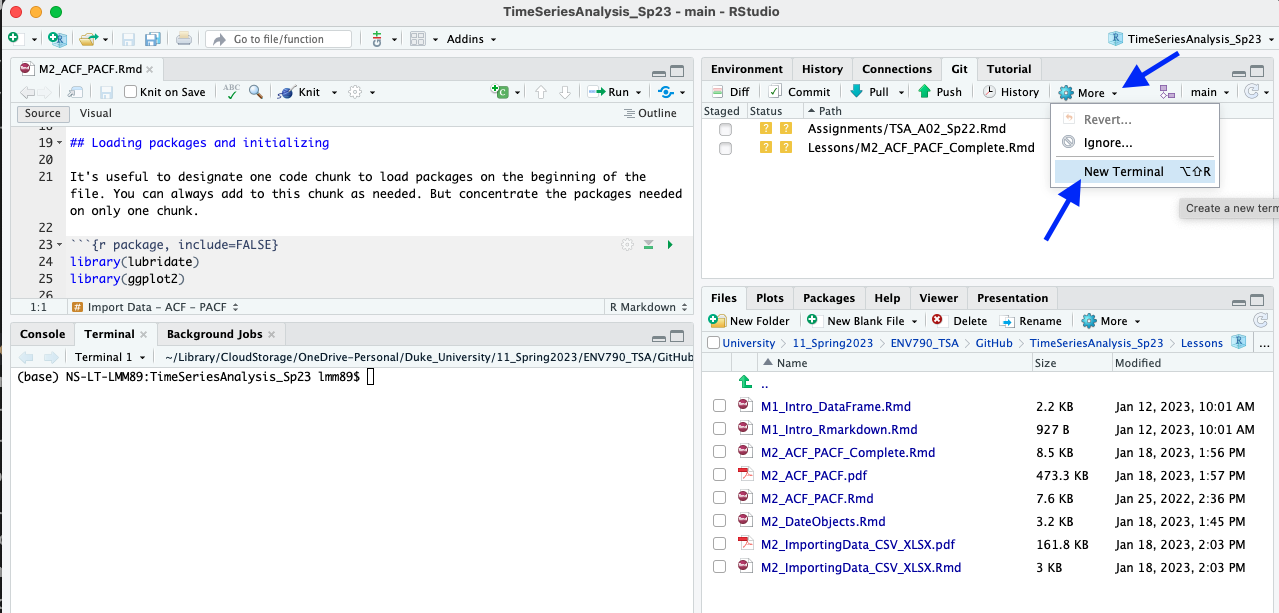 TimeSeriesAnalysis_Sp23 - main - RStudio
Go to file/function
Addins
TimeSeriesAnalysis_Sp23
M2_ACF_PACF.Rmd
Knit on Save
ABC
Knit
Run
Source
Visual
Outline
18
19 ## Loading packages and initializing
20
21 It's useful to designate one code chunk to load packages on the beginning of the
file. You can always add to this chunk as needed. But concentrate the packages needed
on only one chunk.
22
23 ```{r package, include=FALSE}
24 library(lubridate)
25 library(ggplot2)
26
1:1 Import Data - ACF - PACF R Markdown
Console Terminal Background Jobs
Terminal 1 ~/Library/CloudStorage/OneDrive-Personal/Duke_University/11_Spring2023/ENV790_TSA/GitHub
(base) NS-LT-LMM89:TimeSeriesAnalysis_Sp23 lmm89$
Environment History Connections Git Tutorial
Diff Commit Pull Push History More main
Staged Status Path
Assignments/TSA_A02_Sp22.Rmd
Lessons/M2_ACF_PACF_Complete.Rmd
Revert...
Ignore...
New Terminal ⌥⇧R
Create a new term
Files Plots Packages Help Viewer Presentation
New Folder New Blank File Delete Rename More
University 11_Spring2023 ENV790_TSA GitHub TimeSeriesAnalysis_Sp23 Lessons ...
Name Size Modified
..
M1_Intro_DataFrame.Rmd 2.2 KB Jan 12, 2023, 10:01 AM
M1_Intro_Rmarkdown.Rmd 927 B Jan 12, 2023, 10:01 AM
M2_ACF_PACF_Complete.Rmd 8.5 KB Jan 18, 2023, 1:56 PM
M2_ACF_PACF.pdf 473.3 KB Jan 18, 2023, 1:57 PM
M2_ACF_PACF.Rmd 7.6 KB Jan 25, 2022, 2:36 PM
M2_DateObjects.Rmd 3.2 KB Jan 18, 2023, 1:45 PM
M2_ImportingData_CSV_XLSX.pdf 161.8 KB Jan 18, 2023, 2:03 PM
M2_ImportingData_CSV_XLSX.Rmd 3 KB Jan 18, 2023, 2:03 PM